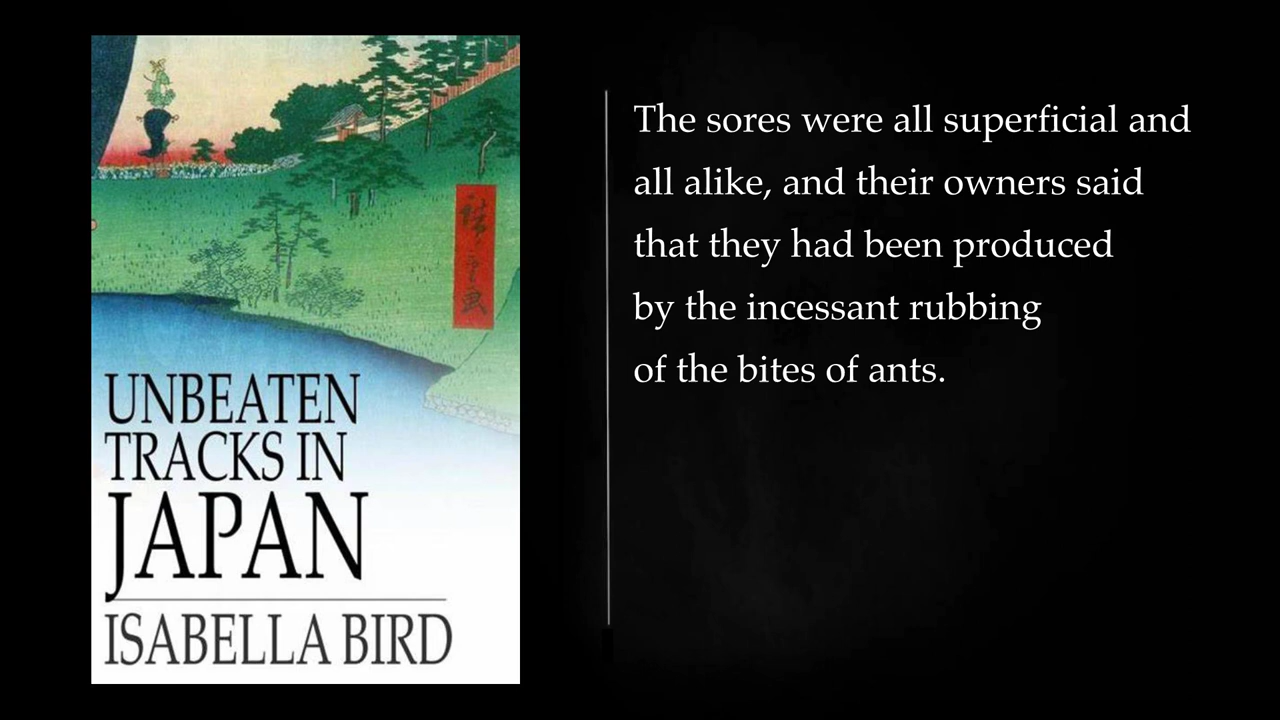 UNBEATEN
TRACKS IN
JAPAN
ISABELLA BIRD
The sores were all superficial and
all alike, and their owners said
that they had been produced
by the incessant rubbing
of the bites of ants.